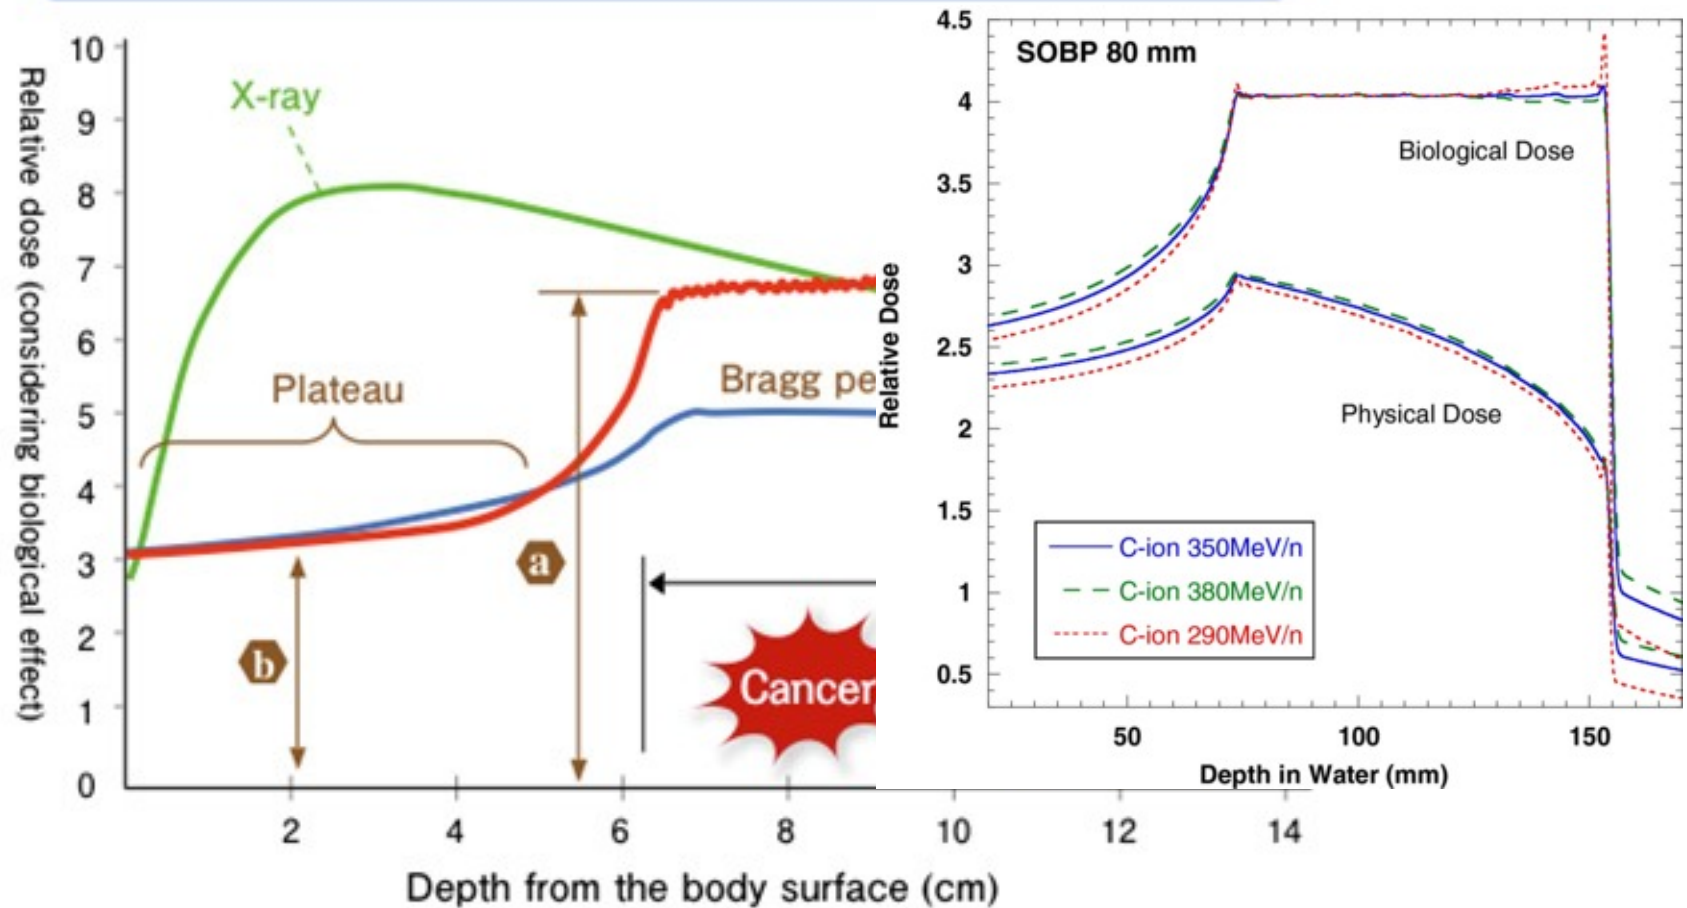 Relative dose (considering biological effect)
10
9
8
7
6
5
4
3
2
1
0
X-ray
Plateau
Bragg pe
a
b
Cancer
2
4
6
8
10
12
14
Depth from the body surface (cm)
SOBP 80 mm
Relative Dose
4.5
4
3.5
3
2.5
2
1.5
1
0.5
Biological Dose
Physical Dose
C-ion 350MeV/n
C-ion 380MeV/n
C-ion 290MeV/n
50
100
150
Depth in Water (mm)